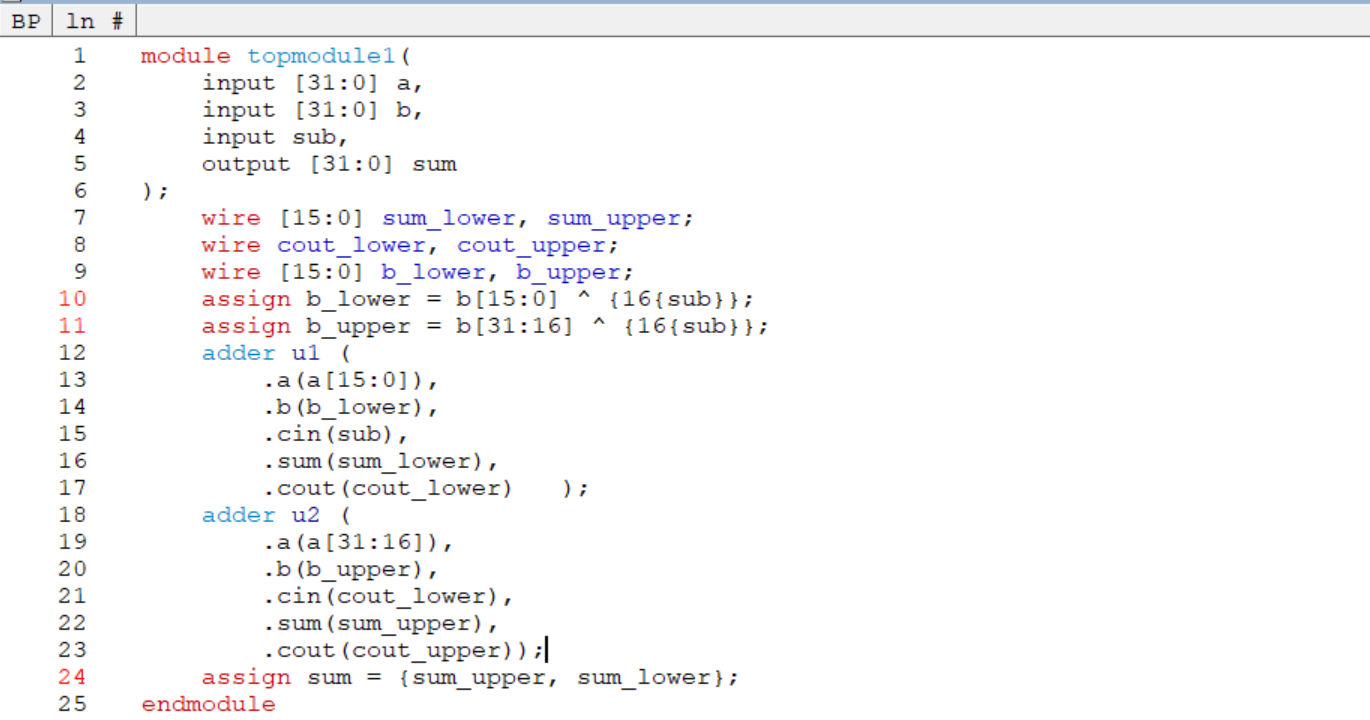 BP ln #
1 module topmodule1(
2 input [31:0] a,
3 input [31:0] b,
4 input sub,
5 output [31:0] sum
6 );
7 wire [15:0] sum_lower, sum_upper;
8 wire cout_lower, cout_upper;
9 wire [15:0] b_lower, b_upper;
10 assign b_lower = b[15:0] ^ {16{sub}};
11 assign b_upper = b[31:16] ^ {16{sub}};
12 adder u1 (
13 .a(a[15:0]),
14 .b(b_lower),
15 .cin(sub),
16 .sum(sum_lower),
17 .cout(cout_lower) );
18 adder u2 (
19 .a(a[31:16]),
20 .b(b_upper),
21 .cin(cout_lower),
22 .sum(sum_upper),
23 .cout(cout_upper));
24 assign sum = {sum_upper, sum_lower};
25 endmodule